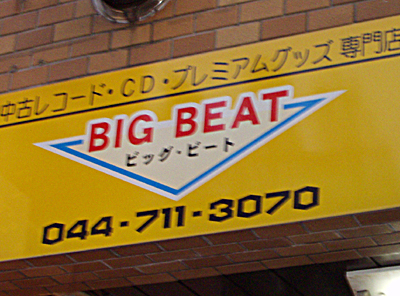 中古レコード・CD・プレミアムグッズ専門店
BIG BEAT
ビッグ・ビート
044-711-3070